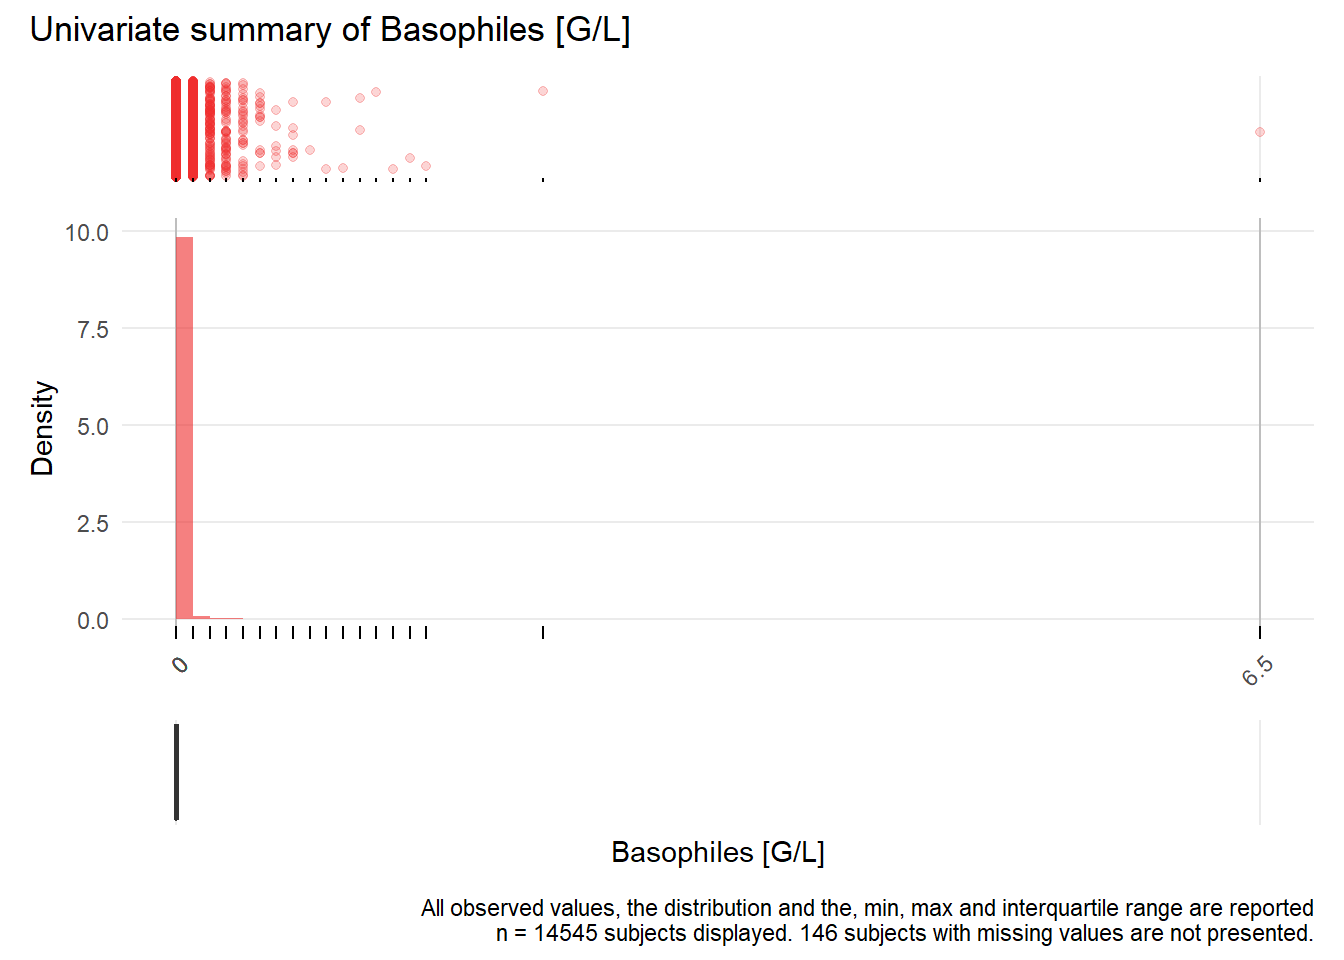 Univariate summary of Basophiles [G/L]
10.0
7.5
5.0
2.5
0.0
Density
0
6.5
Basophiles [G/L]
All observed values, the distribution and the, min, max and interquartile range are reported
n = 14545 subjects displayed. 146 subjects with missing values are not presented.